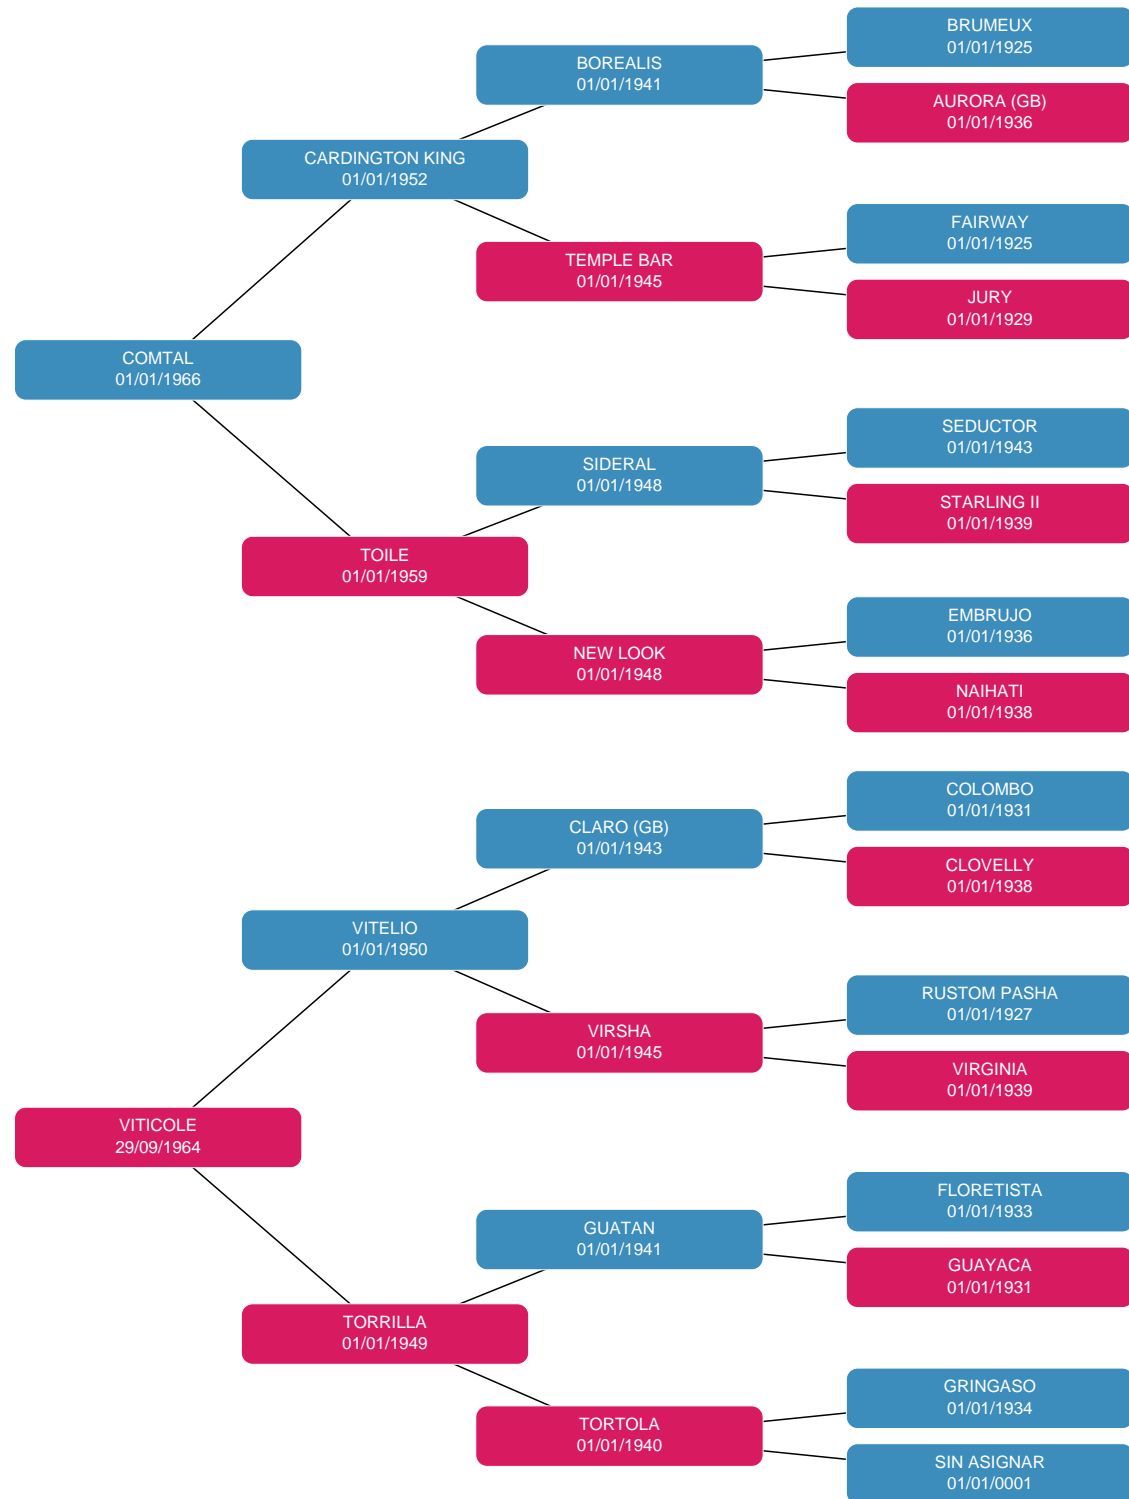 BRUMEUX
01/01/1925
BOREALIS
01/01/1941
AURORA (GB)
01/01/1936
CARDINGTON KING
01/01/1952
FAIRWAY
01/01/1925
TEMPLE BAR
01/01/1945
JURY
01/01/1929
COMTAL
01/01/1966
SEDUCTOR
01/01/1943
SIDERAL
01/01/1948
STARLING II
01/01/1939
TOILE
01/01/1959
EMBRUJO
01/01/1936
NEW LOOK
01/01/1948
NAIHATI
01/01/1938
COLOMBO
01/01/1931
CLARO (GB)
01/01/1943
CLOVELLY
01/01/1938
VITELIO
01/01/1950
RUSTOM PASHA
01/01/1927
VIRSHA
01/01/1945
VIRGINIA
01/01/1939
VITICOLE
29/09/1964
FLORETISTA
01/01/1933
GUATAN
01/01/1941
GUAYACA
01/01/1931
TORRILLA
01/01/1949
GRINGASO
01/01/1934
TORTOLA
01/01/1940
SIN ASIGNAR
01/01/0001